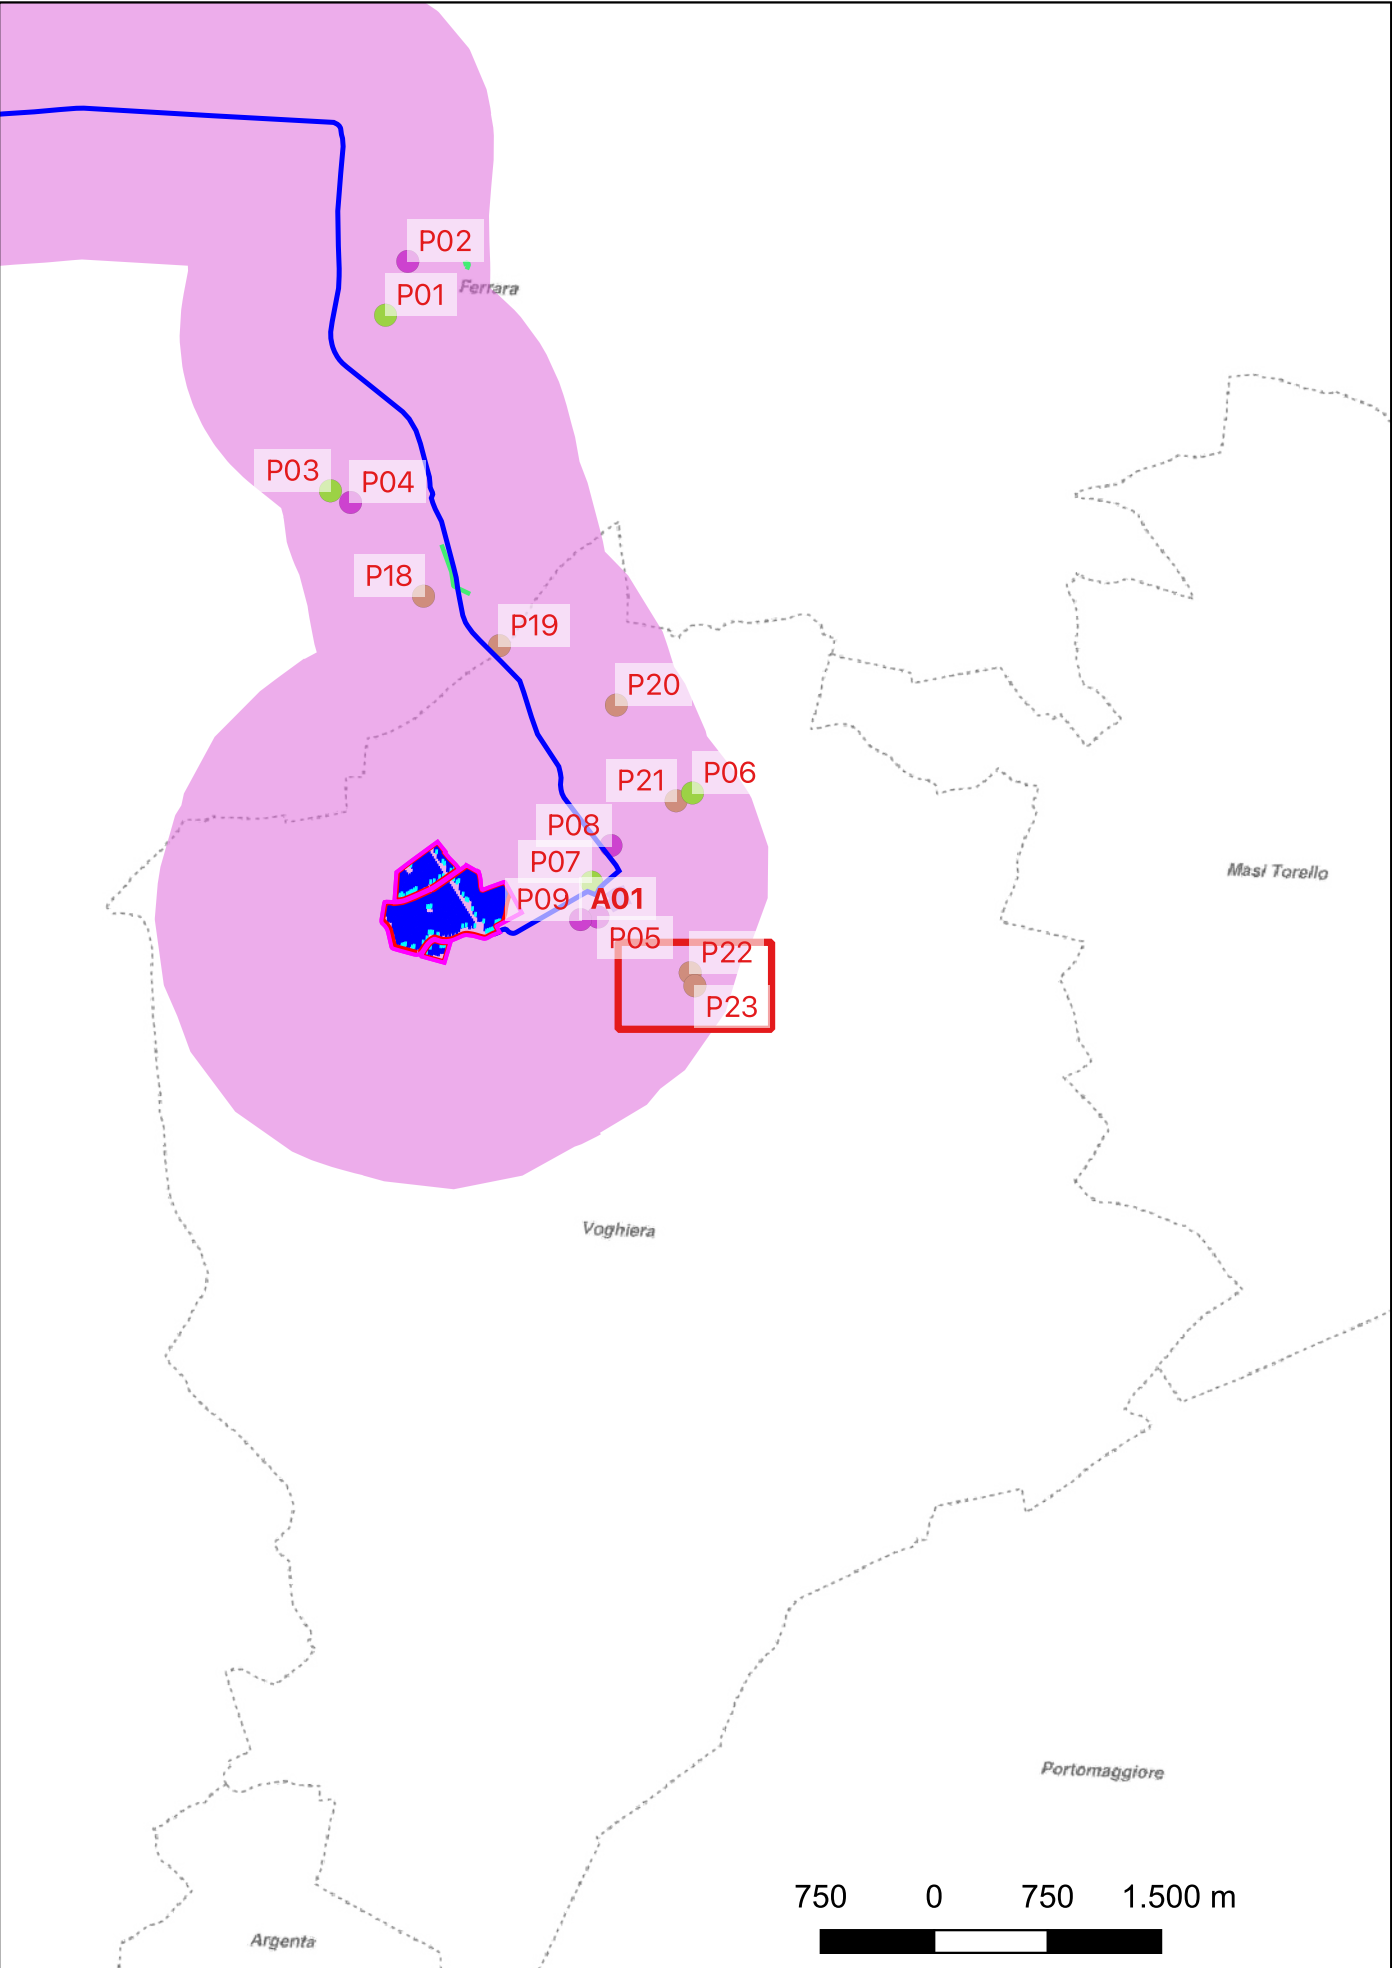 P02
Ferrara
P01
P03
P04
P18
P19
P20
P06
P21
P08
P07
Masi Torello
P09
A01
P05
P22
P23
Voghiera
Portomaggiore
750 0 750 1.500 m
Argenta